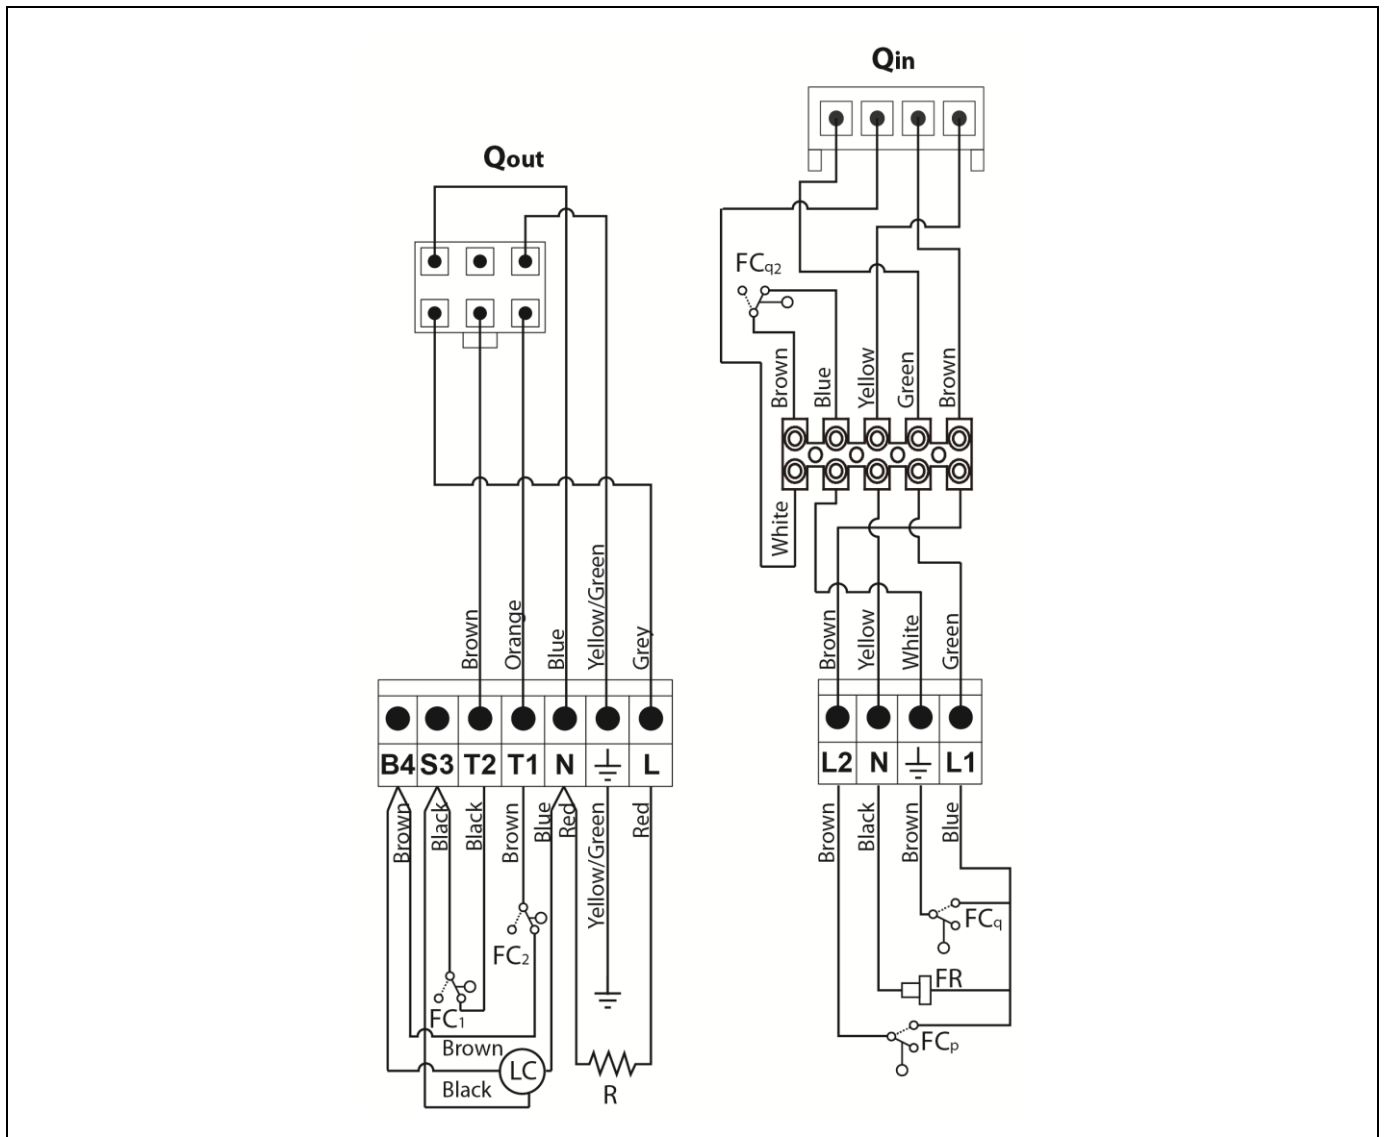 Qin
Qout
FCq2
Brown
Blue
Yellow
Green
Brown
White
Brown
Orange
Blue
Yellow/Green
Grey
Brown
Yellow
White
Green
B4 S3 T2 T1 N L
L2 N L1
Brown
Black
Black
Brown
Blue
Red
Yellow/Green
Red
Brown
Black
Brown
Blue
FCq
FC2
FR
FC1
FCp
Brown
LC
Black
R